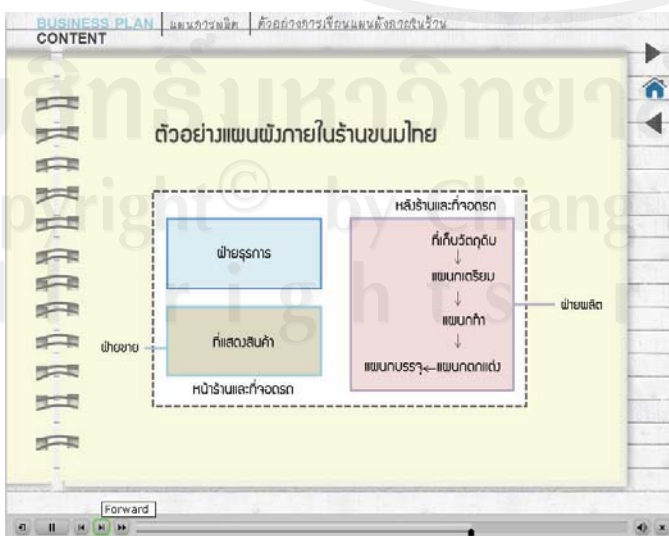 BUSINESS PLAN
CONTENT
แผนการผลิต
ตัวอย่างการเขียนแผนผังภายในร้าน
ตัวอย่างแผนผังภายในร้านขนมไทย
หลังร้านและที่จอดรถ
ฝ่ายธุรการ
ที่เก็บวัตถุดิบ
↓
แผนกเตรียม
↓
แผนกทำ
↓
แผนกบรรจุ←แผนกตกแต่ง
ฝ่ายผลิต
ฝ่ายขาย
ที่แสดงสินค้า
หน้าร้านและที่จอดรถ
Forward